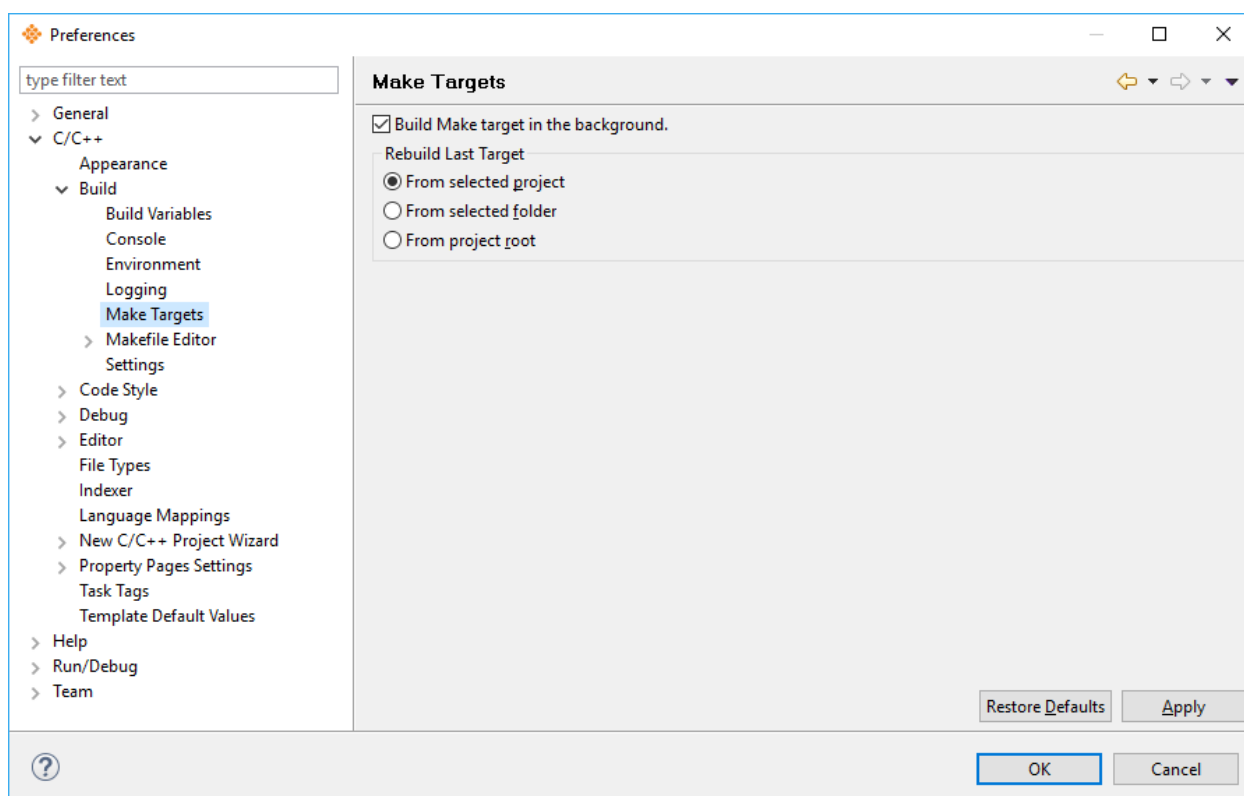 Preferences
type filter text
General
C/C++
Appearance
Build
Build Variables
Console
Environment
Logging
Make Targets
Makefile Editor
Settings
Code Style
Debug
Editor
File Types
Indexer
Language Mappings
New C/C++ Project Wizard
Property Pages Settings
Task Tags
Template Default Values
Help
Run/Debug
Team
Make Targets
Build Make target in the background.
Rebuild Last Target
From selected project
From selected folder
From project root
Restore Defaults
Apply
?
OK
Cancel